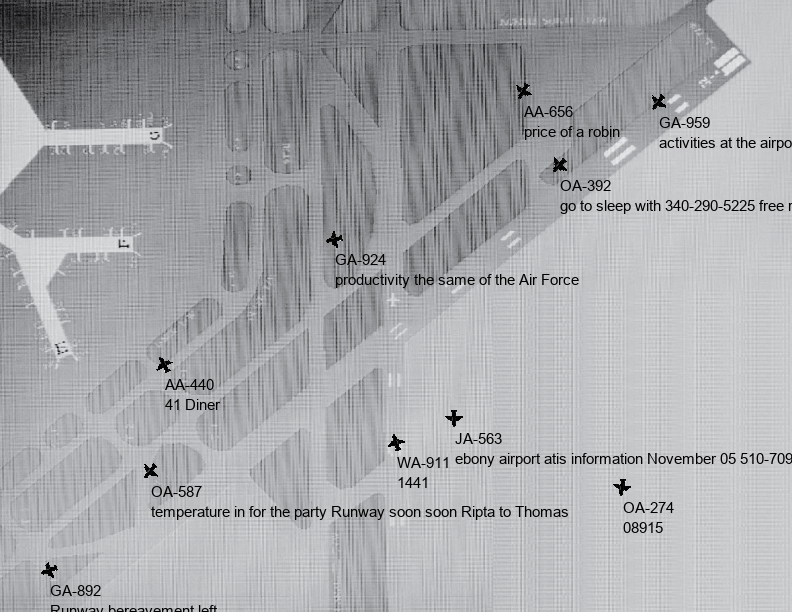 AA-656
price of a robin
GA-959
activities at the airpo
OA-392
go to sleep with 340-290-5225 free r
GA-924
productivity the same of the Air Force
AA-440
41 Diner
JA-563
ebony airport atis information November 05 510-709
WA-911
1441
OA-587
temperature in for the party Runway soon soon Ripta to Thomas
OA-274
08915
GA-892
Runway bereavement left